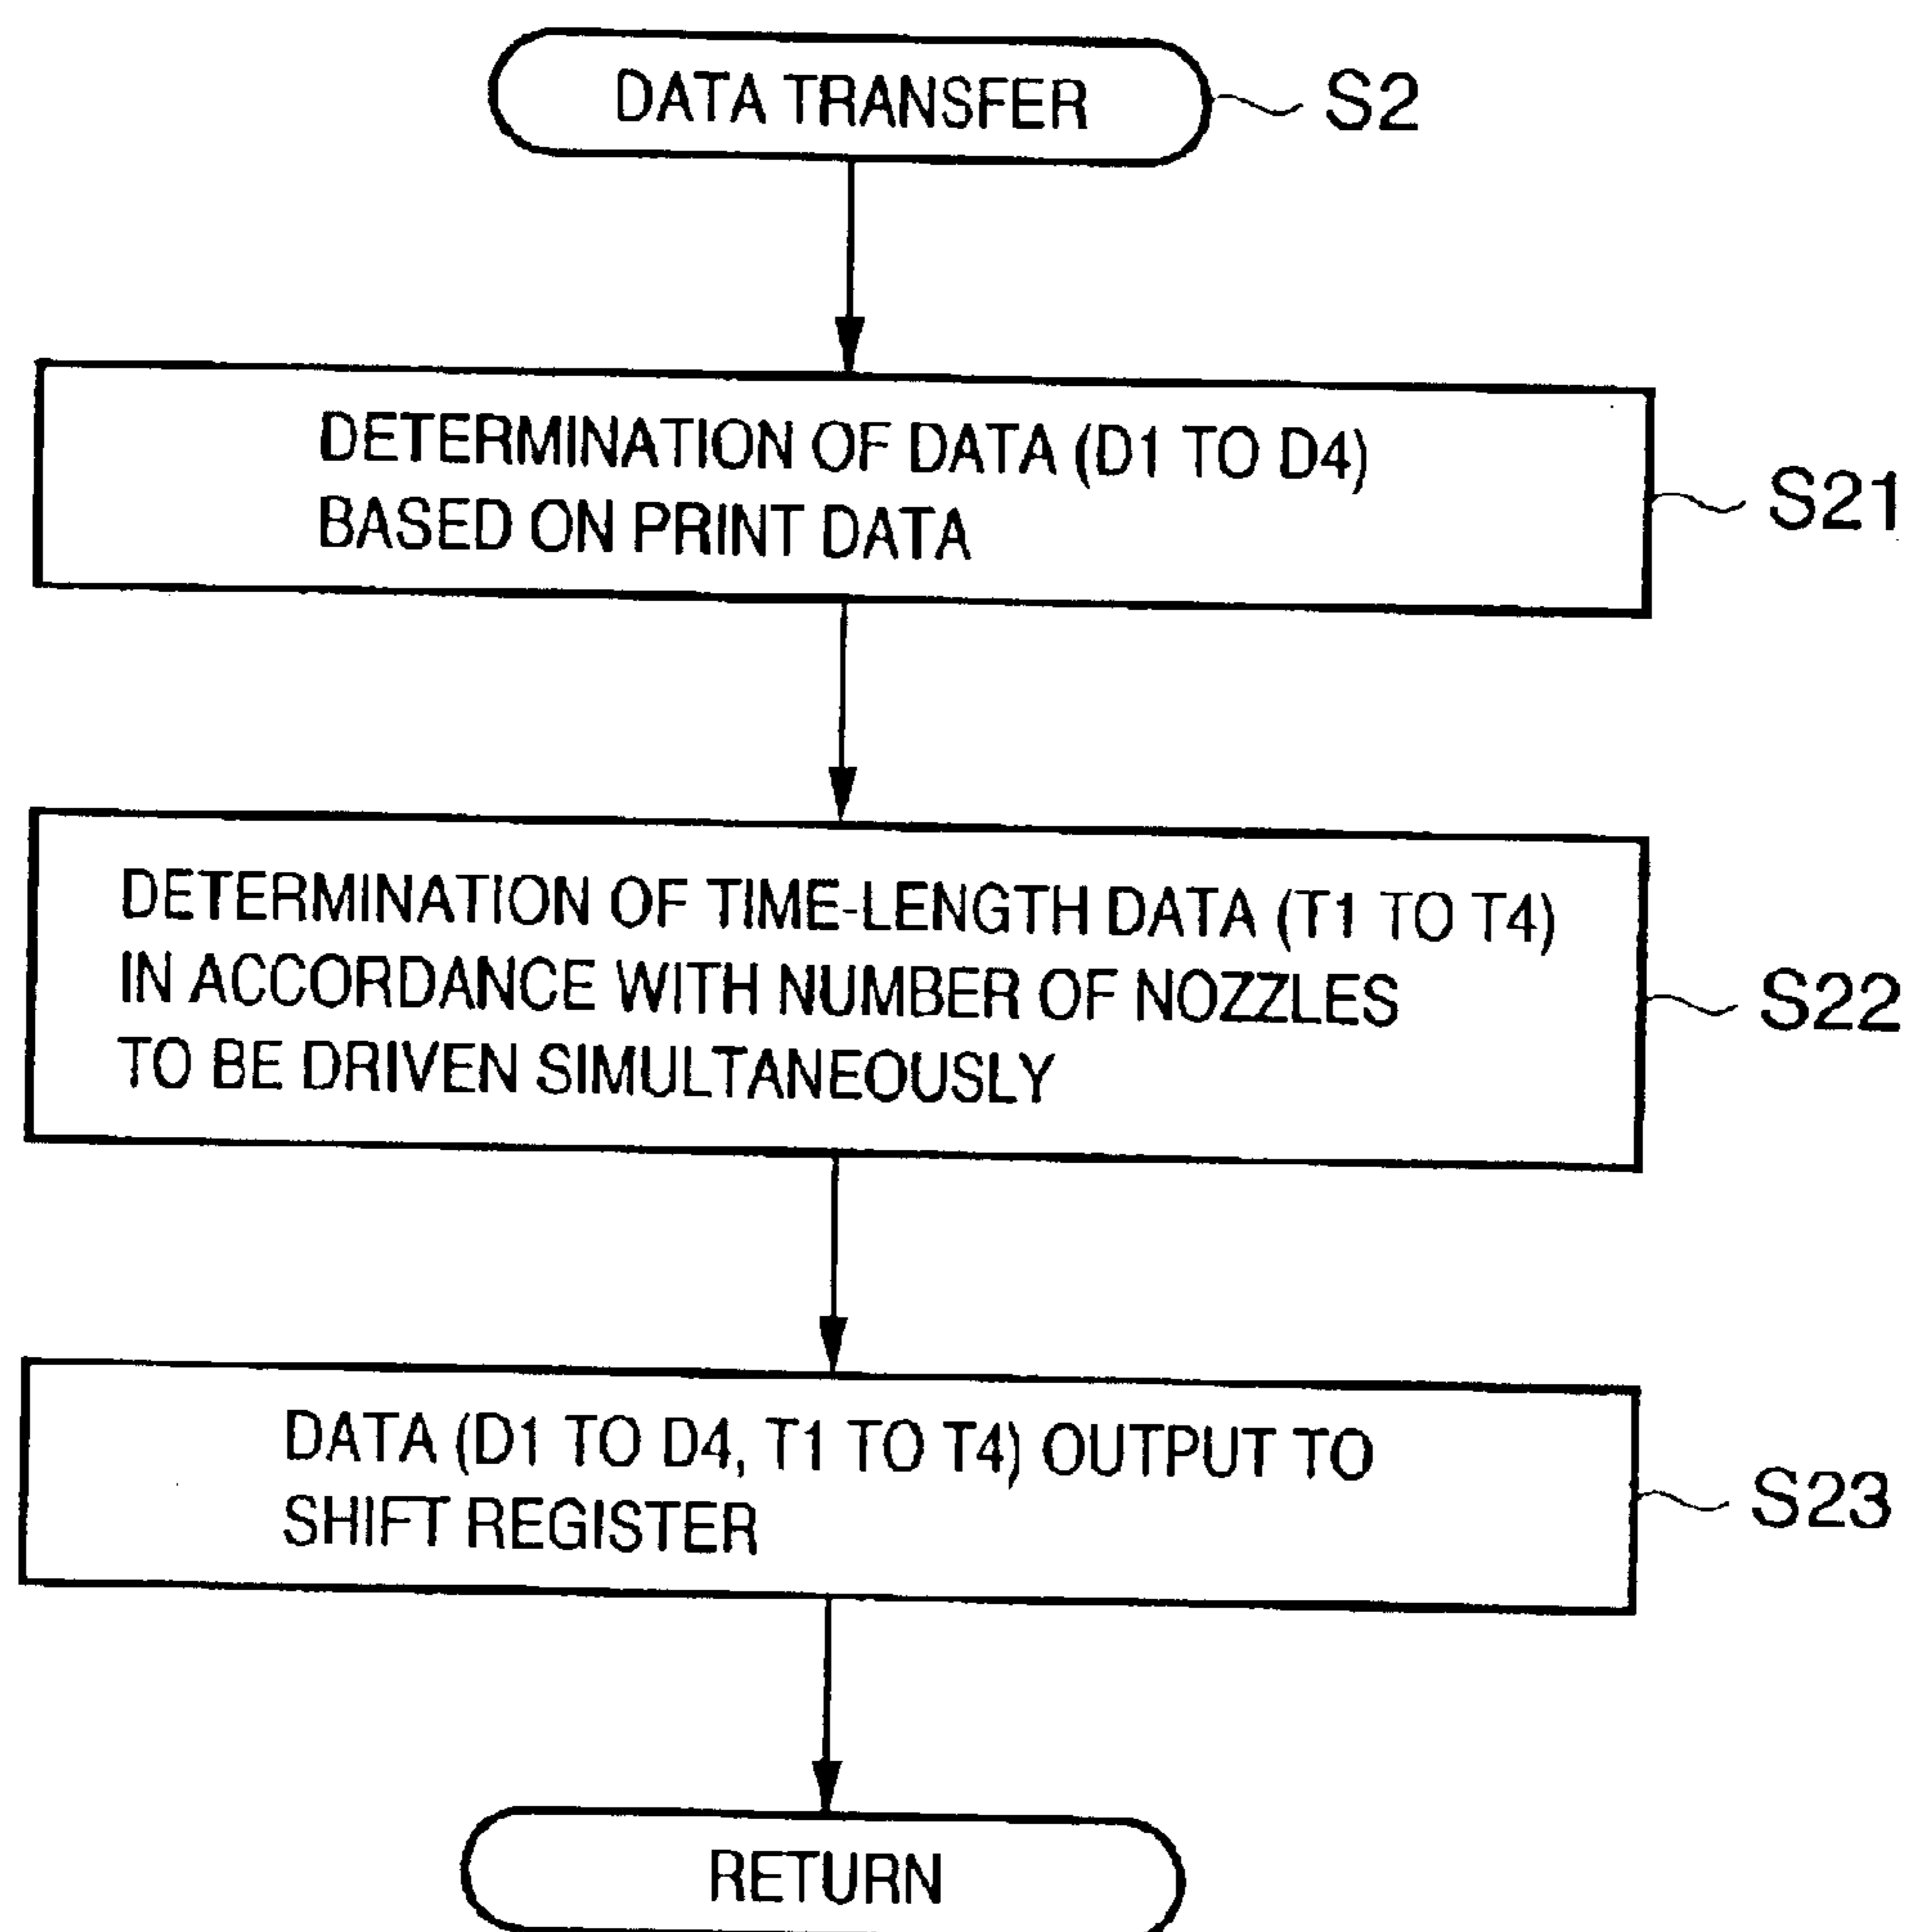 DATA TRANSFER
S2
DETERMINATION OF DATA (D1 TO D4)
BASED ON PRINT DATA
S21
DETERMINATION OF TIME-LENGTH DATA (T1 TO T4)
IN ACCORDANCE WITH NUMBER OF NOZZLES
TO BE DRIVEN SIMULTANEOUSLY
S22
DATA (D1 TO D4, T1 TO T4) OUTPUT TO
SHIFT REGISTER
S23
RETURN